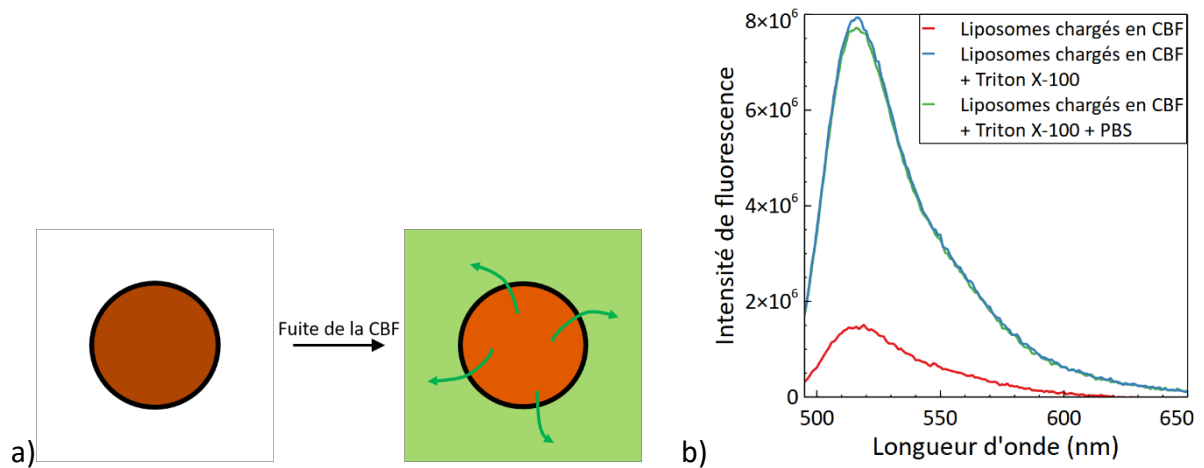 a)
Fuite de la CBF
b)
Intensité de fluorescence
8×10⁶
6×10⁶
4×10⁶
2×10⁶
0
Liposomes chargés en CBF
Liposomes chargés en CBF
+ Triton X-100
Liposomes chargés en CBF
+ Triton X-100 + PBS
500
550
600
650
Longueur d'onde (nm)